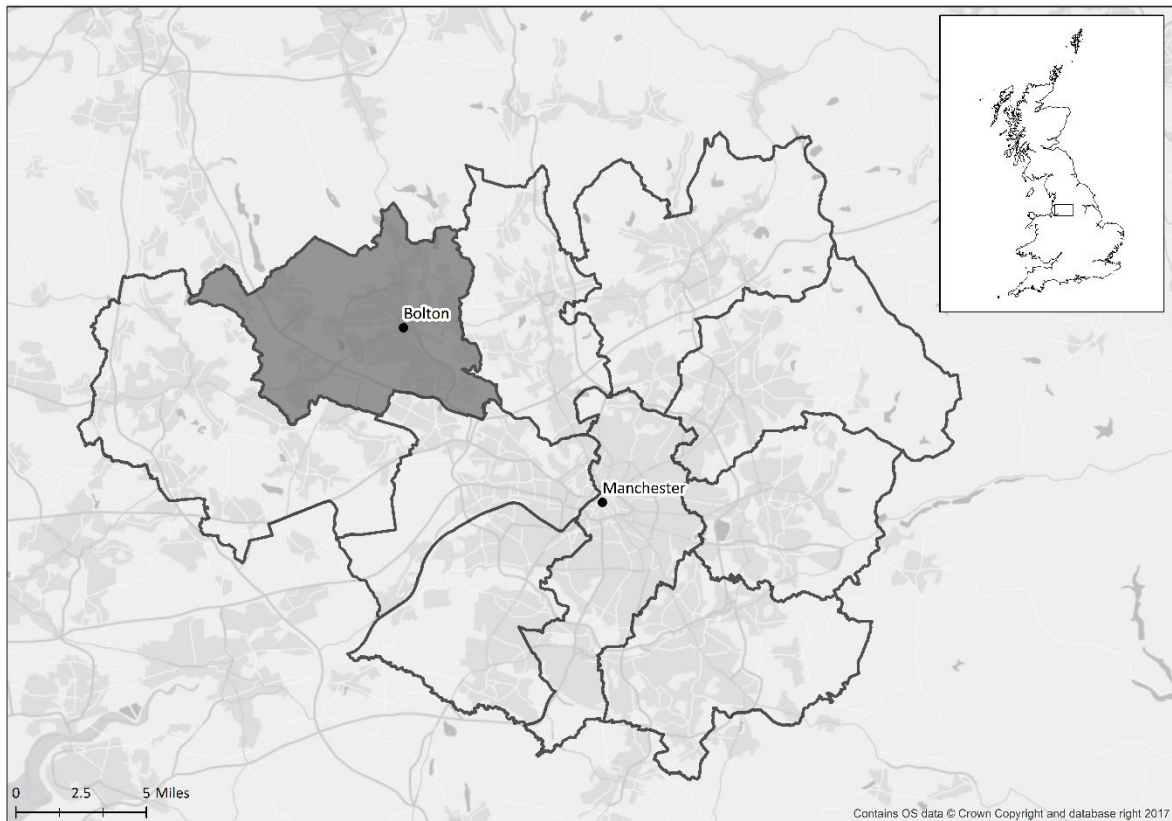 Bolton
Manchester
0 2.5 5 Miles
Contains OS data © Crown Copyright and database right 2017